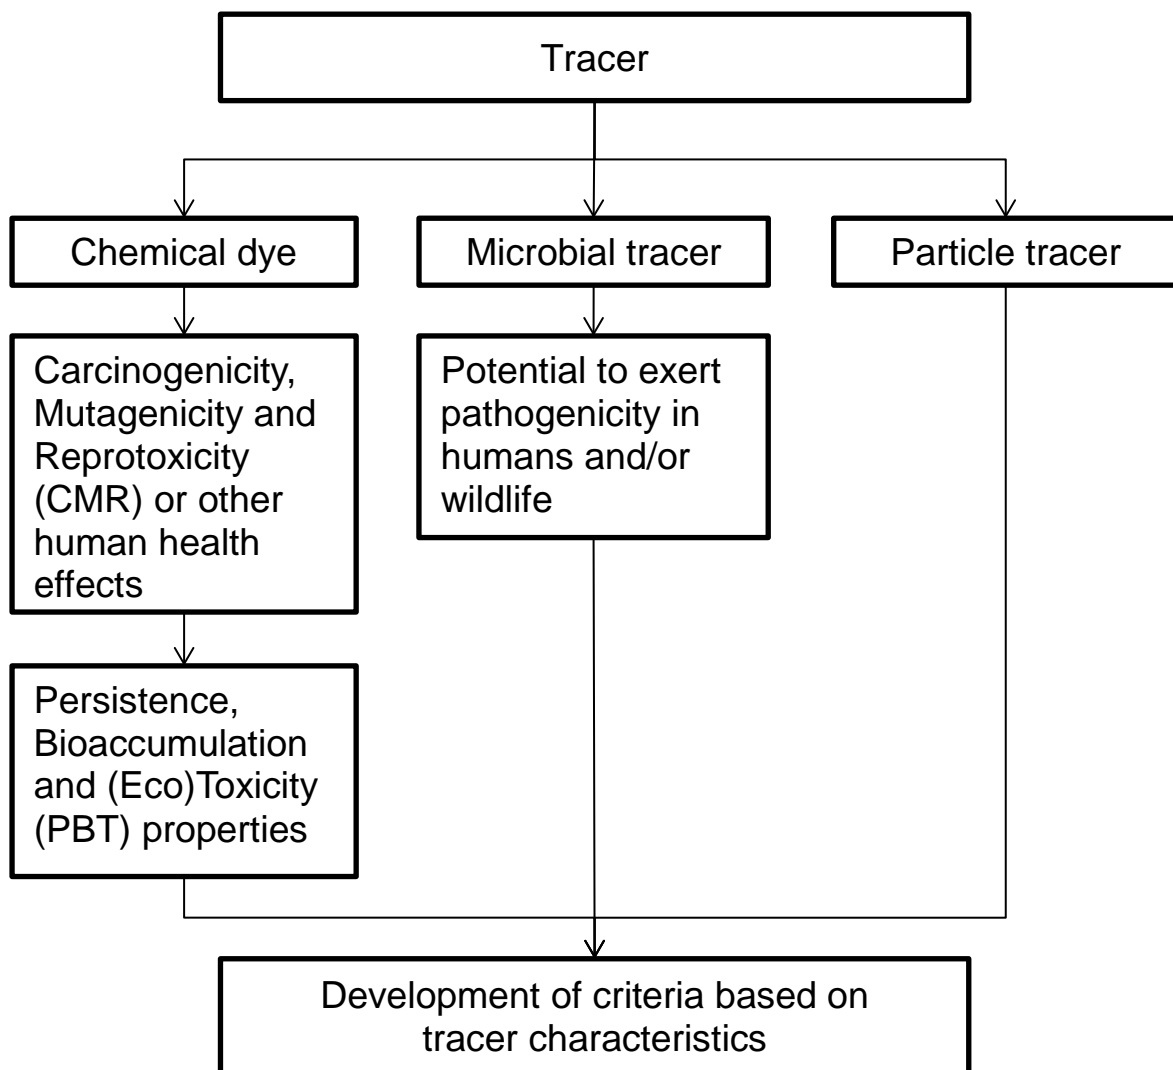 Tracer
Chemical dye
Microbial tracer
Particle tracer
Carcinogenicity,
Mutagenicity and
Reprotoxicity
(CMR) or other
human health
effects
Potential to exert
pathogenicity in
humans and/or
wildlife
Persistence,
Bioaccumulation
and (Eco)Toxicity
(PBT) properties
Development of criteria based on
tracer characteristics